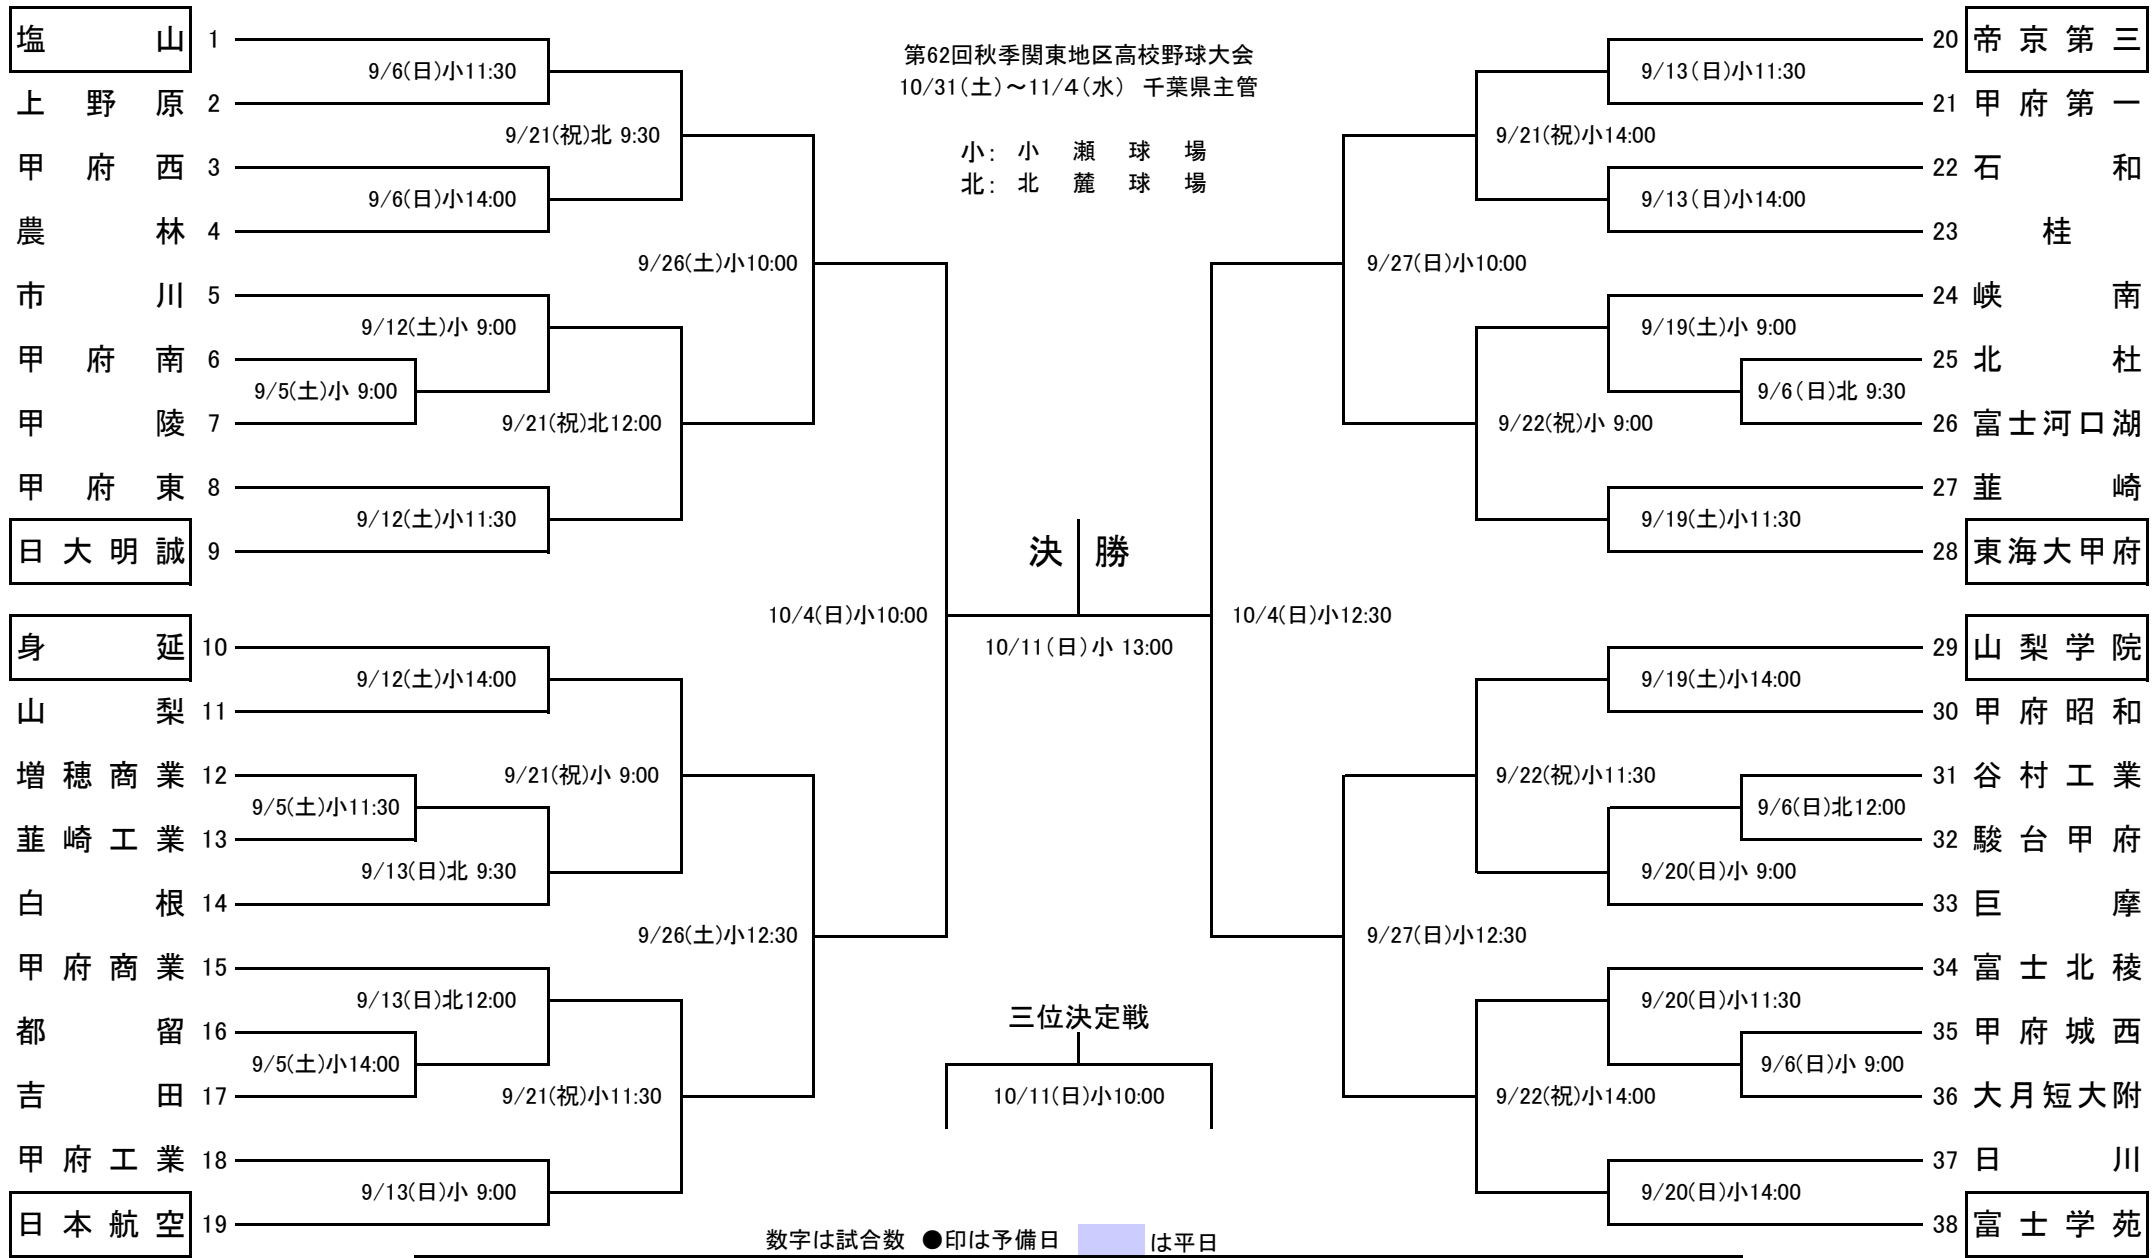 第62回秋季関東地区高校野球大会
10/31(土)～11/4(水) 千葉県主管
小: 小瀬球場
北: 北麓球場
塩山 1
9/6(日)小11:30
上野原 2
9/21(祝)北 9:30
甲府西 3
9/6(日)小14:00
農林 4
9/26(土)小10:00
市川 5
9/12(土)小 9:00
甲府南 6
9/5(土)小 9:00
甲陵 7
9/21(祝)北12:00
甲府東 8
9/12(土)小11:30
日大明誠 9
10/4(日)小10:00
身延 10
9/12(土)小14:00
山梨 11
9/21(祝)小 9:00
増穂商業 12
9/5(土)小11:30
韮崎工業 13
9/13(日)北 9:30
白根 14
9/26(土)小12:30
甲府商業 15
9/13(日)北12:00
都留 16
9/5(土)小14:00
吉田 17
9/21(祝)小11:30
甲府工業 18
9/13(日)小 9:00
日本航空 19
決勝
10/11(日)小 13:00
三位決定戦
10/11(日)小10:00
20 帝京第三
9/13(日)小11:30
21 甲府第一
9/21(祝)小14:00
22 石和
9/13(日)小14:00
23 桂
9/27(日)小10:00
24 峡南
9/19(土)小 9:00
25 北杜
9/6(日)北 9:30
26 富士河口湖
9/22(祝)小 9:00
27 韮崎
9/19(土)小11:30
28 東海大甲府
10/4(日)小12:30
29 山梨学院
9/19(土)小14:00
30 甲府昭和
9/22(祝)小11:30
31 谷村工業
9/6(日)北12:00
32 駿台甲府
9/20(日)小 9:00
33 巨摩
9/27(日)小12:30
34 富士北稜
9/20(日)小11:30
35 甲府城西
9/6(日)小 9:00
36 大月短大附
9/22(祝)小14:00
37 日川
9/20(日)小14:00
38 富士学苑
数字は試合数 ●印は予備日 は平日